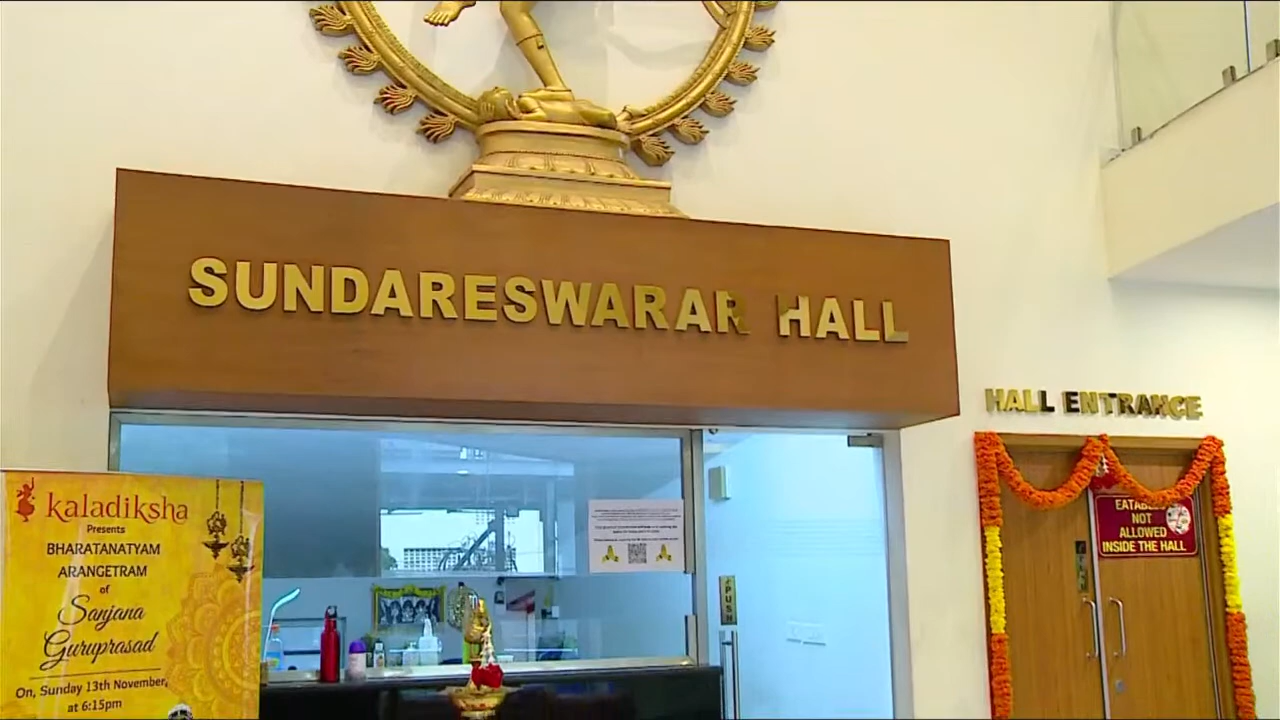 SUNDARESWARAR HALL
HALL ENTRANCE
EATABLES
NOT
ALLOWED
INSIDE THE HALL
PUSH
kaladiksha
Presents
BHARATANATYAM
ARANGETRAM
of
Sanjana
Guruprasad
On, Sunday 13th November,
at 6:15pm